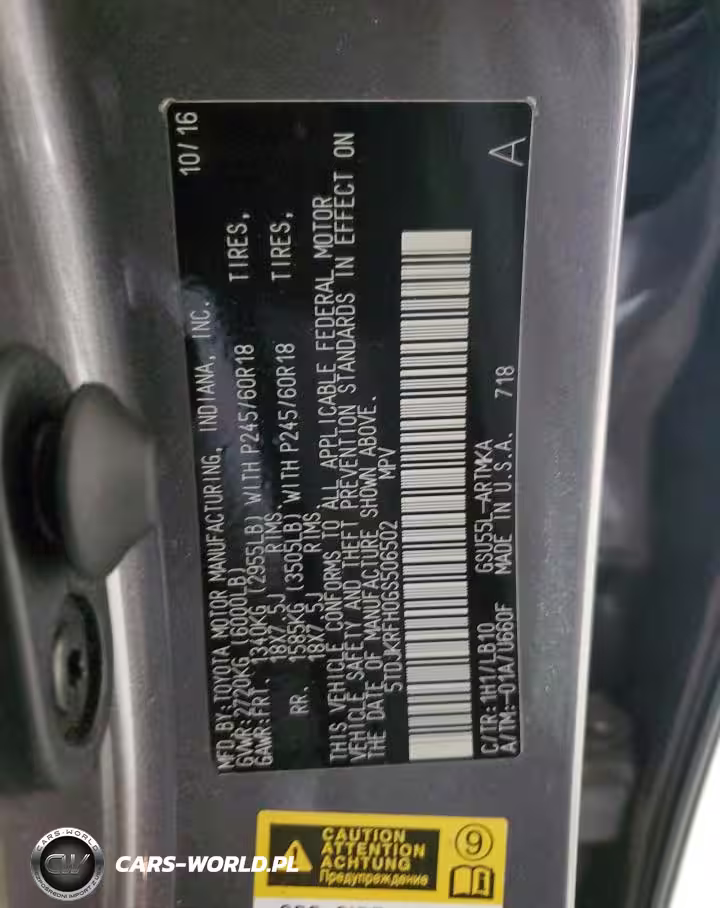 10/16
MFD.BY:TOYOTA MOTOR MANUFACTURING, INDIANA, INC.
GVWR:2720KG (6000LB)
GAWR:FRT. 1340KG (2955LB) WITH P245/60R18 TIRES,
18X7.5J RIMS
RR. 1585KG (3505LB) WITH P245/60R18 TIRES,
18X7.5J RIMS
THIS VEHICLE CONFORMS TO ALL APPLICABLE FEDERAL MOTOR
VEHICLE SAFETY AND THEFT PREVENTION STANDARDS IN EFFECT ON
THE DATE OF MANUFACTURE SHOWN ABOVE.
5TDJKRFH0GS506502 MPV
C/TR:1H1/LB10 GSU55L-ARTMKA
A/TM:-01A/U660F MADE IN U.S.A. 718 A
CAUTION
ATTENTION
ACHTUNG
Предупреждение
9
CARS-WORLD
CW
CARS-WORLD.PL